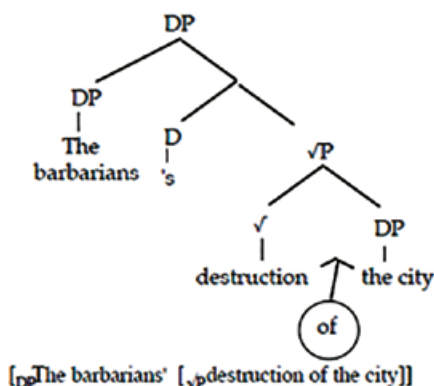 DP
DP
The
barbarians
D
's
√P
√
destruction
DP
the city
of
[DPThe barbarians' [√Pdestruction of the city]]